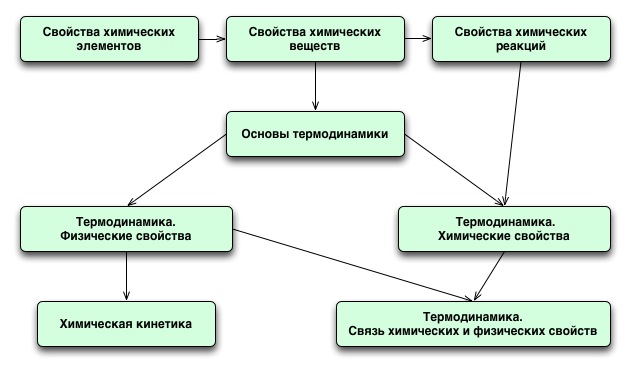 Свойства химических
элементов
Свойства химических
веществ
Свойства химических
реакций
Основы термодинамики
Термодинамика.
Физические свойства
Термодинамика.
Химические свойства
Химическая кинетика
Термодинамика.
Связь химических и физических свойств